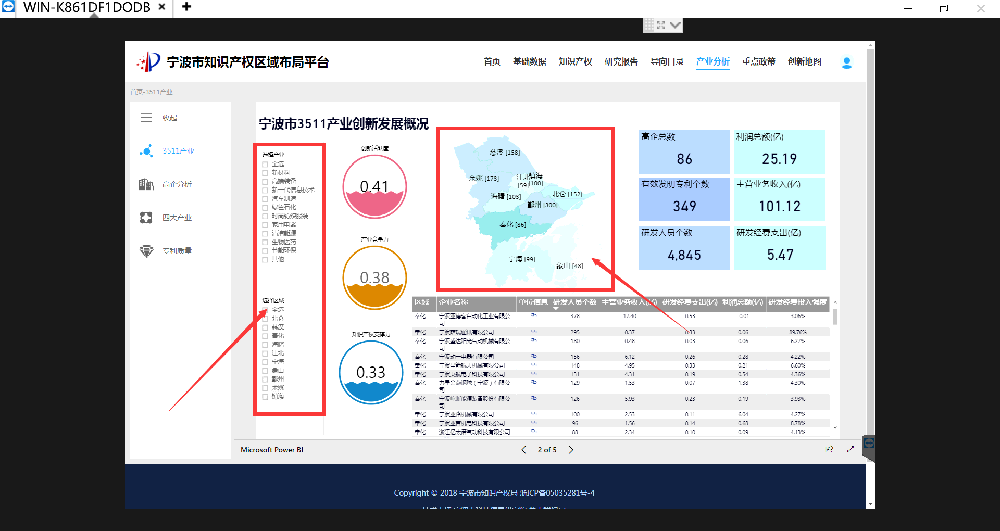 WIN-K861DF1DODB
宁波市知识产权区域布局平台
首页 基础数据 知识产权 研究报告 导向目录 产业分析 重点政策 创新地图
首页-3511产业
收起
3511产业
高企分析
四大产业
专利质量
宁波市3511产业创新发展概况
选择产业
全选
新材料
高端装备
新一代信息技术
汽车制造
绿色石化
时尚纺织服装
家用电器
清洁能源
生物医药
节能环保
其他
选择区域
全选
北仑
慈溪
奉化
海曙
江北
宁海
象山
鄞州
余姚
镇海
创新活跃度
0.41
产业竞争力
0.38
知识产权支撑力
0.33
慈溪 [158]
余姚 [173]
江北 [59]
镇海 [100]
海曙 [103]
北仑 [152]
鄞州 [300]
奉化 [86]
宁海 [99]
象山 [48]
高企总数
86
利润总额(亿)
25.19
有效发明专利个数
349
主营业务收入(亿)
101.12
研发人员个数
4,845
研发经费支出(亿)
5.47
区域 企业名称 单位信息 研发人员个数 主营业务收入(亿) 研发经费支出(亿) 利润总额(亿) 研发经费投入强度
奉化 宁波亚德客自动化工业有限公司 378 17.40 0.53 -0.01 3.06%
奉化 宁波萨瑞通讯有限公司 295 0.37 0.33 0.06 89.76%
奉化 宁波盛达阳光气动机械有限公司 180 0.48 0.03 0.06 6.27%
奉化 宁波动一电器有限公司 156 6.12 0.26 0.28 4.22%
奉化 宁波星箭航天机械有限公司 148 4.95 0.33 0.21 6.60%
奉化 宁波秉航电子科技有限公司 131 4.31 0.19 0.54 4.36%
奉化 力星金燕钢球（宁波）有限公司 129 1.53 0.07 1.38 4.30%
奉化 宁波鲍斯能源装备股份有限公司 126 5.93 0.23 0.19 3.93%
奉化 宁波亚路机械有限公司 100 2.53 0.11 6.04 4.27%
奉化 宁波亚吉机电科技有限公司 96 1.56 0.14 0.68 8.78%
奉化 浙江亿太诺气动科技有限公司 88 2.34 0.10 0.09 4.13%
Microsoft Power BI
2 of 5
Copyright © 2018 宁波市知识产权局 浙ICP备05035281号-4
技术支持 宁波市科技信息研究院 关于我们>>